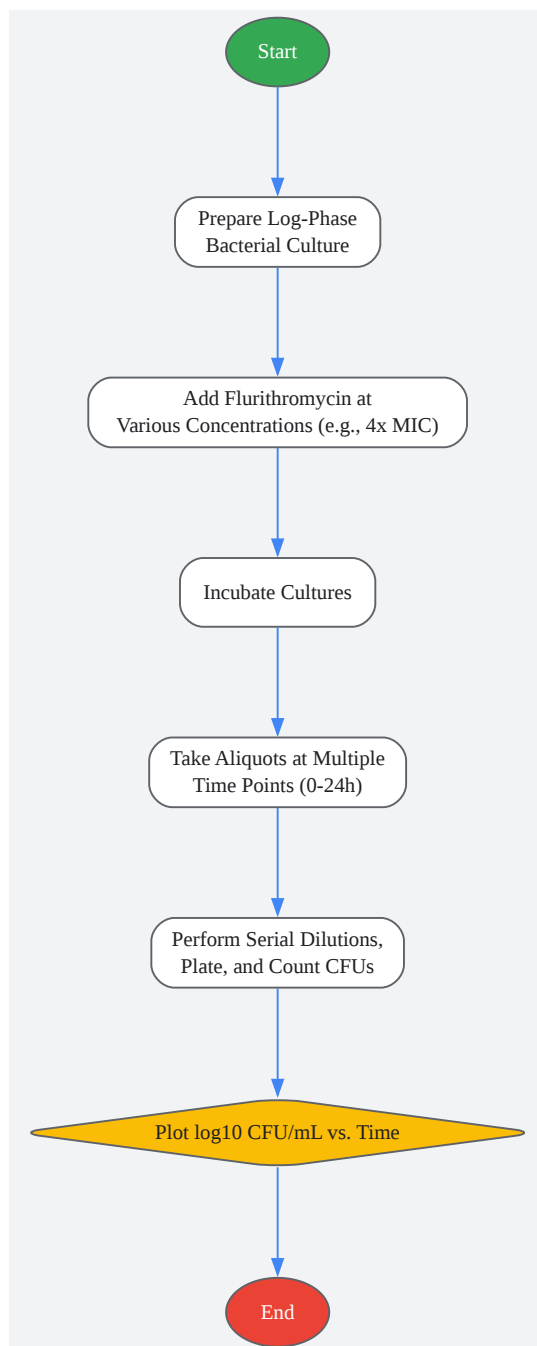 Start
Prepare Log-Phase
Bacterial Culture
Add Flurithromycin at
Various Concentrations (e.g., 4x MIC)
Incubate Cultures
Take Aliquots at Multiple
Time Points (0-24h)
Perform Serial Dilutions,
Plate, and Count CFUs
Plot log10 CFU/mL vs. Time
End